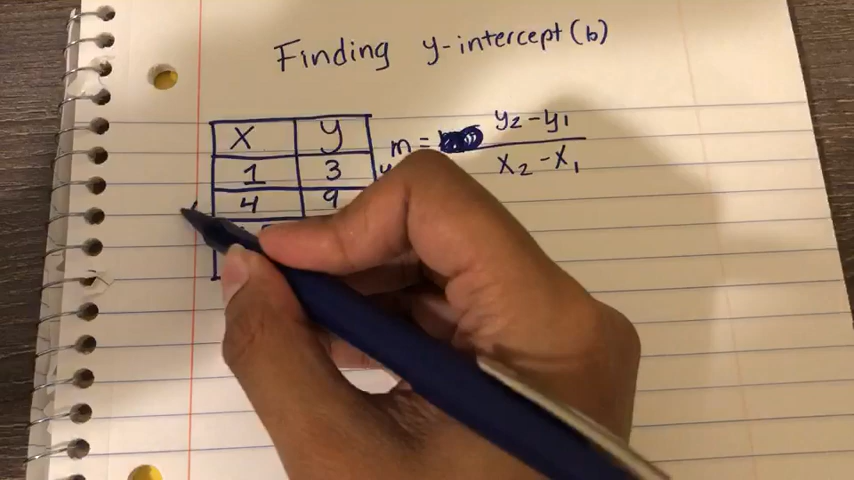 Finding y-intercept (b)
x y
m = y₂ - y₁
x₂ - x₁
1 3
4 9